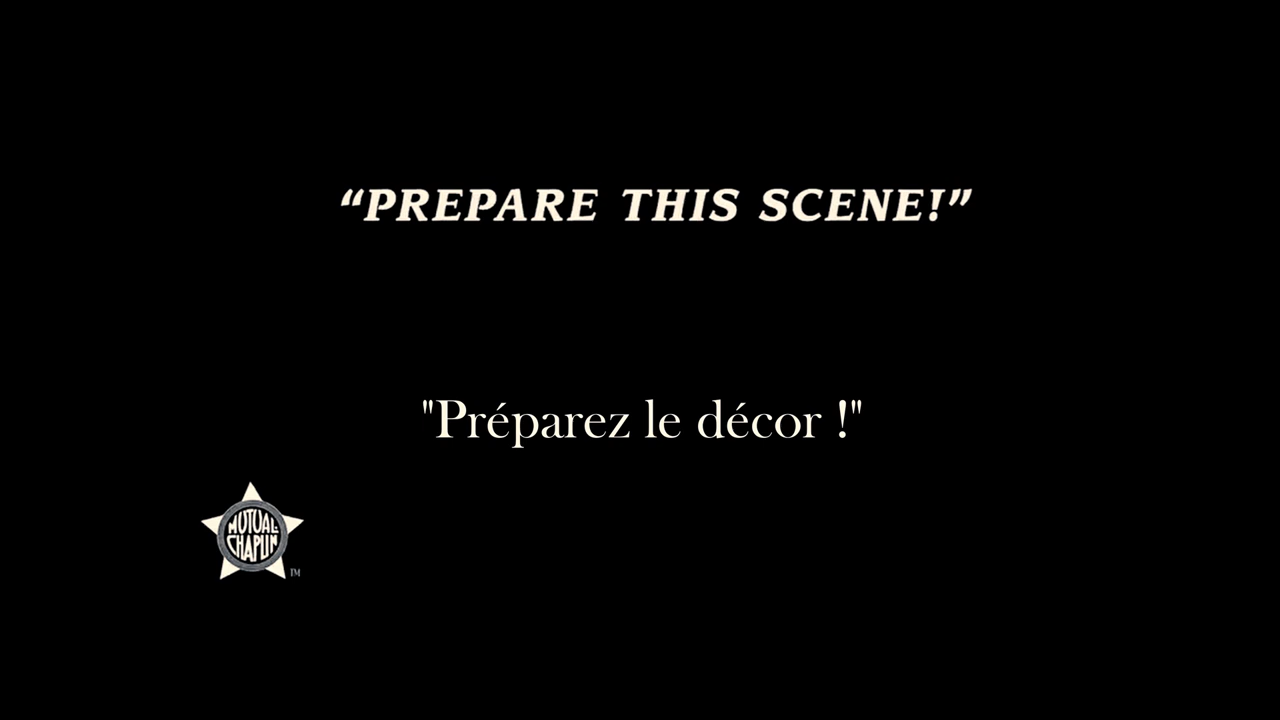 “PREPARE THIS SCENE!”
"Préparez le décor !"
MUTUAL-
CHAPLIN
TM